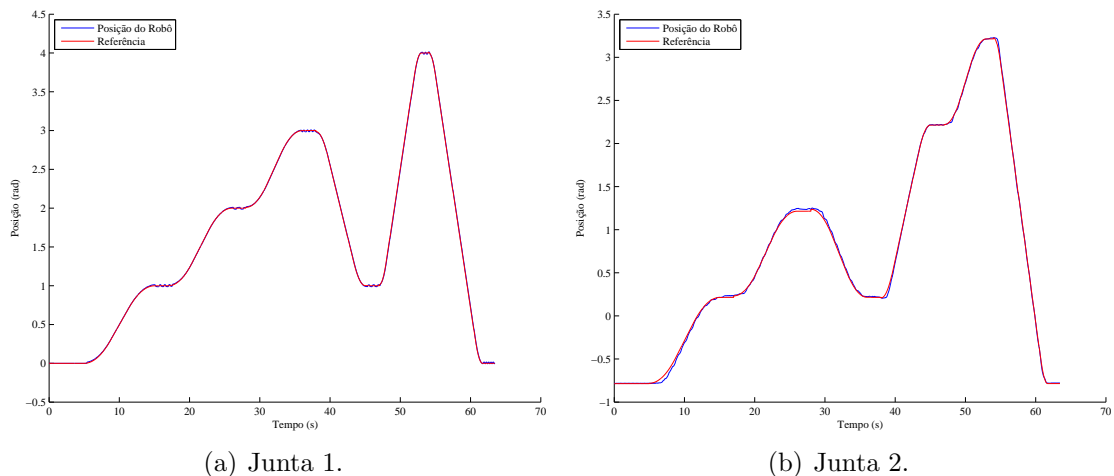 4.5
4
3.5
3
2.5
2
1.5
1
0.5
0
−0.5
Posição (rad)
Posição do Robô
Referência
0 10 20 30 40 50 60 70
Tempo (s)
(a) Junta 1.
3.5
3
2.5
2
1.5
1
0.5
0
−0.5
−1
Posição (rad)
Posição do Robô
Referência
0 10 20 30 40 50 60 70
Tempo (s)
(b) Junta 2.